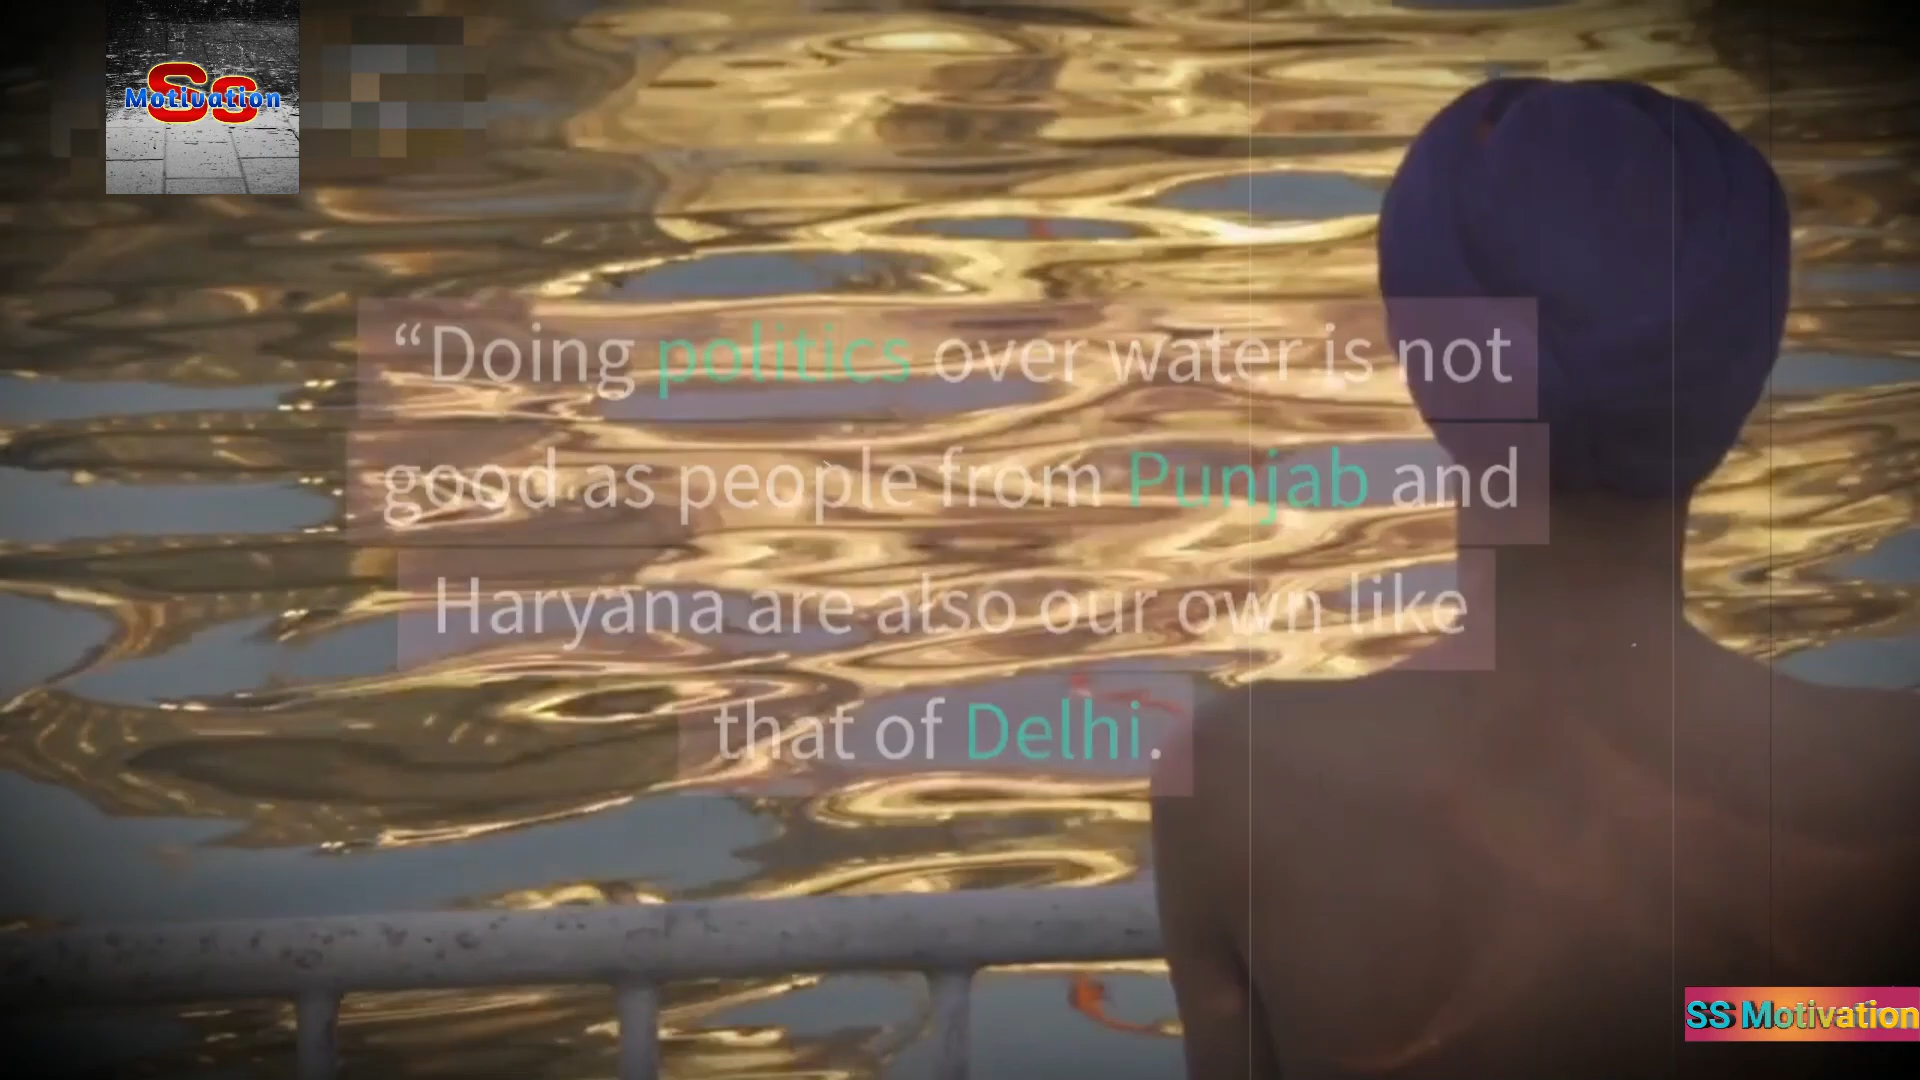 Ss
Motivation
“Doing politics over water is not
good as people from Punjab and
Haryana are also our own like
that of Delhi.
SS Motivation